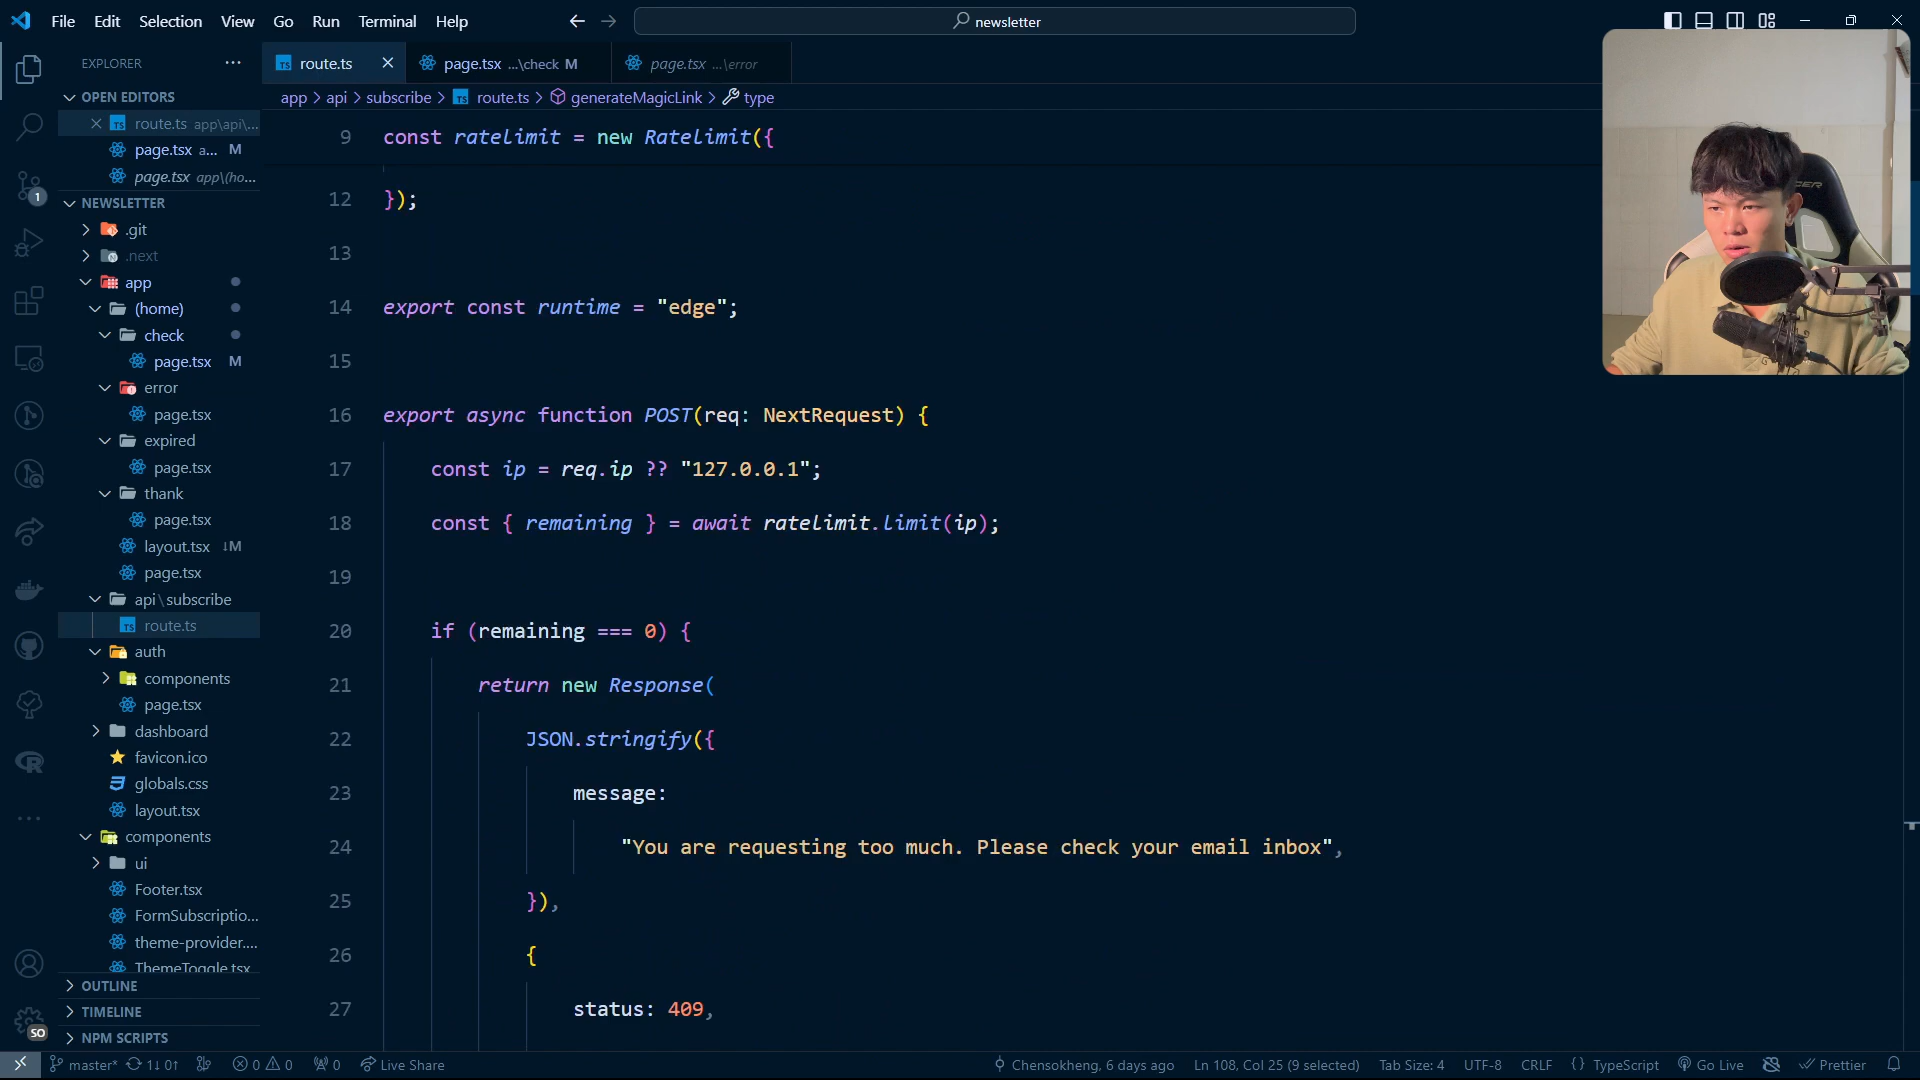 File Edit Selection View Go Run Terminal Help
newsletter
EXPLORER
OPEN EDITORS
route.ts app\api\...
page.tsx a... M
page.tsx app\(ho...
NEWSLETTER
.git
.next
app
(home)
check
page.tsx M
error
page.tsx
expired
page.tsx
thank
page.tsx
layout.tsx ↓M
page.tsx
api\subscribe
route.ts
auth
components
page.tsx
dashboard
favicon.ico
globals.css
layout.tsx
components
ui
Footer.tsx
FormSubscriptio...
theme-provider....
ThemeToggle.tsx
OUTLINE
TIMELINE
NPM SCRIPTS
1
SO
route.ts
page.tsx ...\check M
page.tsx ...\error
app > api > subscribe > route.ts > generateMagicLink > type
9 const ratelimit = new Ratelimit({
12 });
13
14 export const runtime = "edge";
15
16 export async function POST(req: NextRequest) {
17 const ip = req.ip ?? "127.0.0.1";
18 const { remaining } = await ratelimit.limit(ip);
19
20 if (remaining === 0) {
21 return new Response(
22 JSON.stringify({
23 message:
24 "You are requesting too much. Please check your email inbox",
25 }),
26 {
27 status: 409,
master* 1↓ 0↑ 0 0 0 Live Share
Chensokheng, 6 days ago Ln 108, Col 25 (9 selected) Tab Size: 4 UTF-8 CRLF {} TypeScript Go Live Prettier